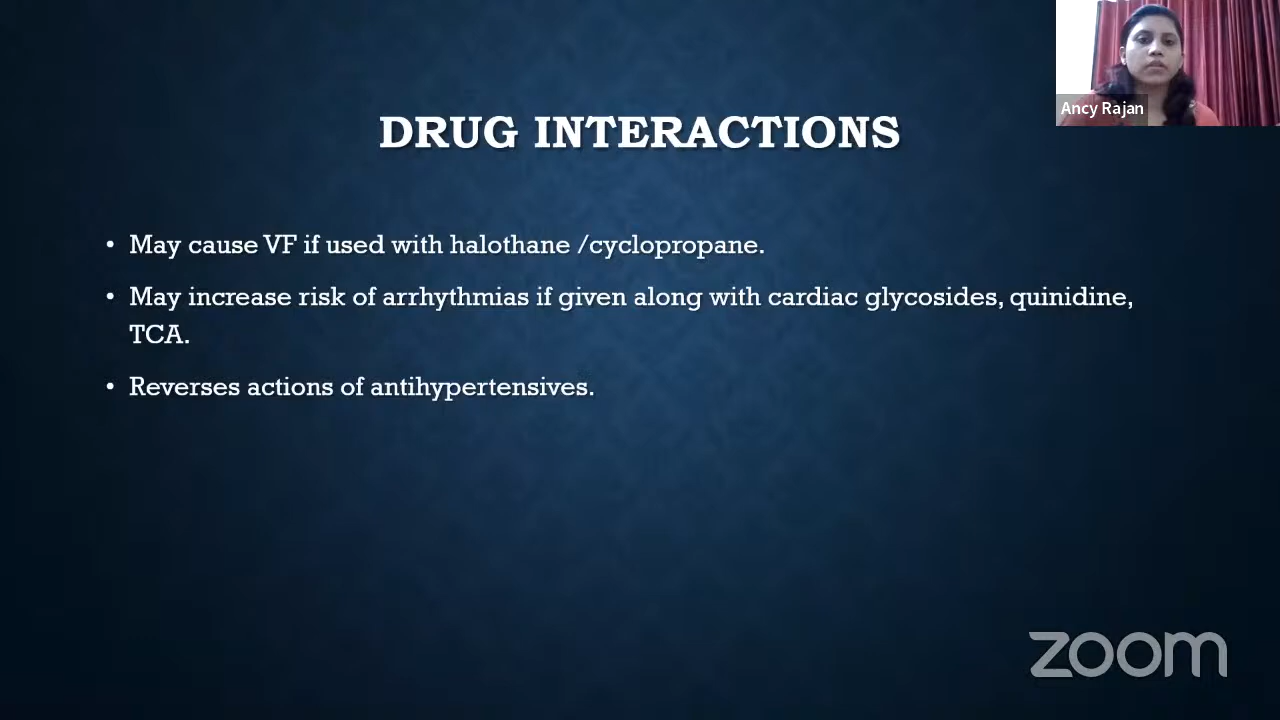 Ancy Rajan
DRUG INTERACTIONS
• May cause VF if used with halothane /cyclopropane.
• May increase risk of arrhythmias if given along with cardiac glycosides, quinidine,
TCA.
• Reverses actions of antihypertensives.
zoom